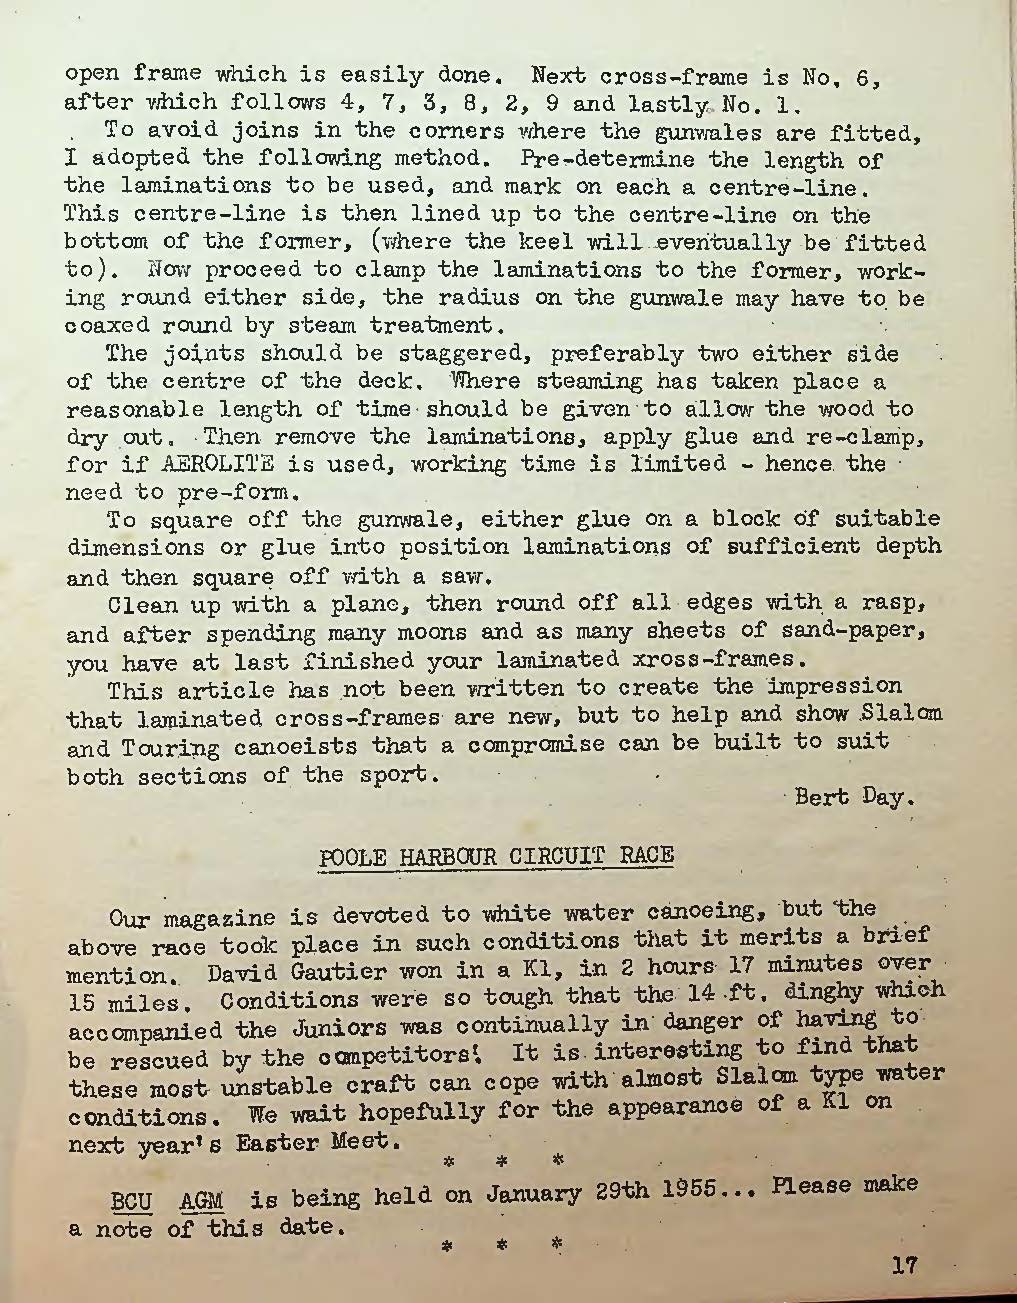 open frame which is easily done.  Next cross-frame is No. 6,
after which follows 4, 7, 3, 8, 2, 9 and lastly No. 1.
To avoid joins in the corners where the gunwales are fitted,
I adopted the following method.  Pre-determine the length of
the laminations to be used, and mark on each a centre-line.
This centre-line is then lined up to the centre-line on the
bottom of the former, (where the keel will eventually be fitted
to).  Now proceed to clamp the laminations to the former, work-
ing round either side, the radius on the gunwale may have to be
coaxed round by steam treatment.
The joints should be staggered, preferably two either side
of the centre of the deck.  Where steaming has taken place a
reasonable length of time should be given to allow the wood to
dry out.  Then remove the laminations, apply glue and re-clamp,
for if AEROLITE is used, working time is limited - hence the
need to pre-form.
To square off the gunwale, either glue on a block of suitable
dimensions or glue into position laminations of sufficient depth
and then square off with a saw.
Clean up with a plane, then round off all edges with a rasp,
and after spending many moons and as many sheets of sand-paper,
you have at last finished your laminated xross-frames.
This article has not been written to create the impression
that laminated cross-frames are new, but to help and show Slalom
and Touring canoeists that a compromise can be built to suit
both sections of the sport.
Bert Day.
POOLE HARBOUR CIRCUIT RACE
Our magazine is devoted to white water canoeing, but the
above race took place in such conditions that it merits a brief
mention.  David Gautier won in a K1, in 2 hours 17 minutes over
15 miles.  Conditions were so tough that the 14 ft. dinghy which
accompanied the Juniors was continually in danger of having to
be rescued by the competitors!  It is interesting to find that
these most unstable craft can cope with almost Slalom type water
conditions.  We wait hopefully for the appearance of a K1 on
next year's Easter Meet.
* * *
BCU AGM is being held on January 29th 1955... Please make
a note of this date.
* * *
17